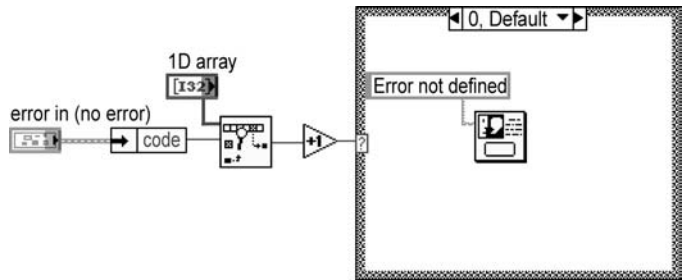 0, Default
1D array
[I32]
Error not defined
error in (no error)
code
+1
?